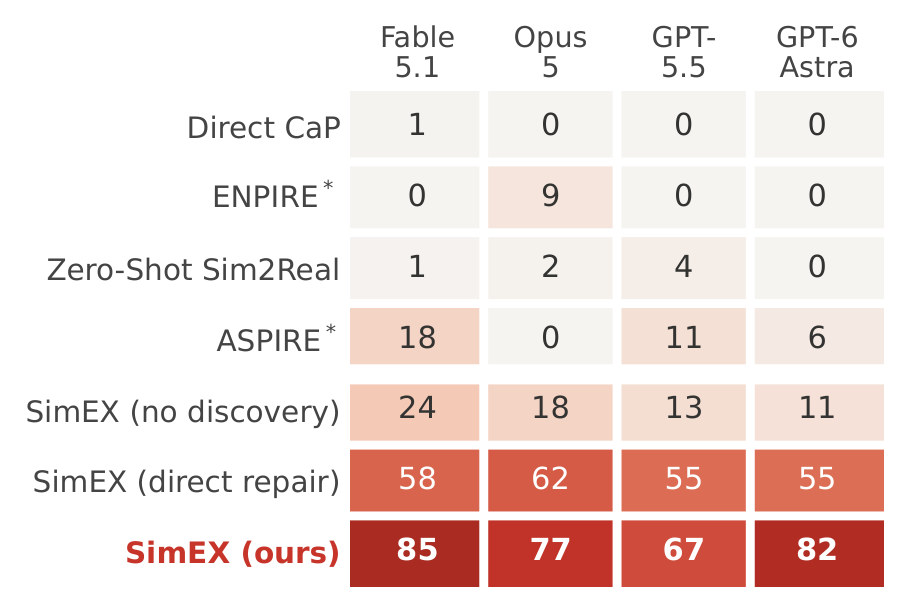 Fable Opus GPT- GPT-6
5.1 5 5.5 Astra
Direct CaP 1 0 0 0
ENPIRE* 0 9 0 0
Zero-Shot Sim2Real 1 2 4 0
ASPIRE* 18 0 11 6
SimEX (no discovery) 24 18 13 11
SimEX (direct repair) 58 62 55 55
SimEX (ours) 85 77 67 82